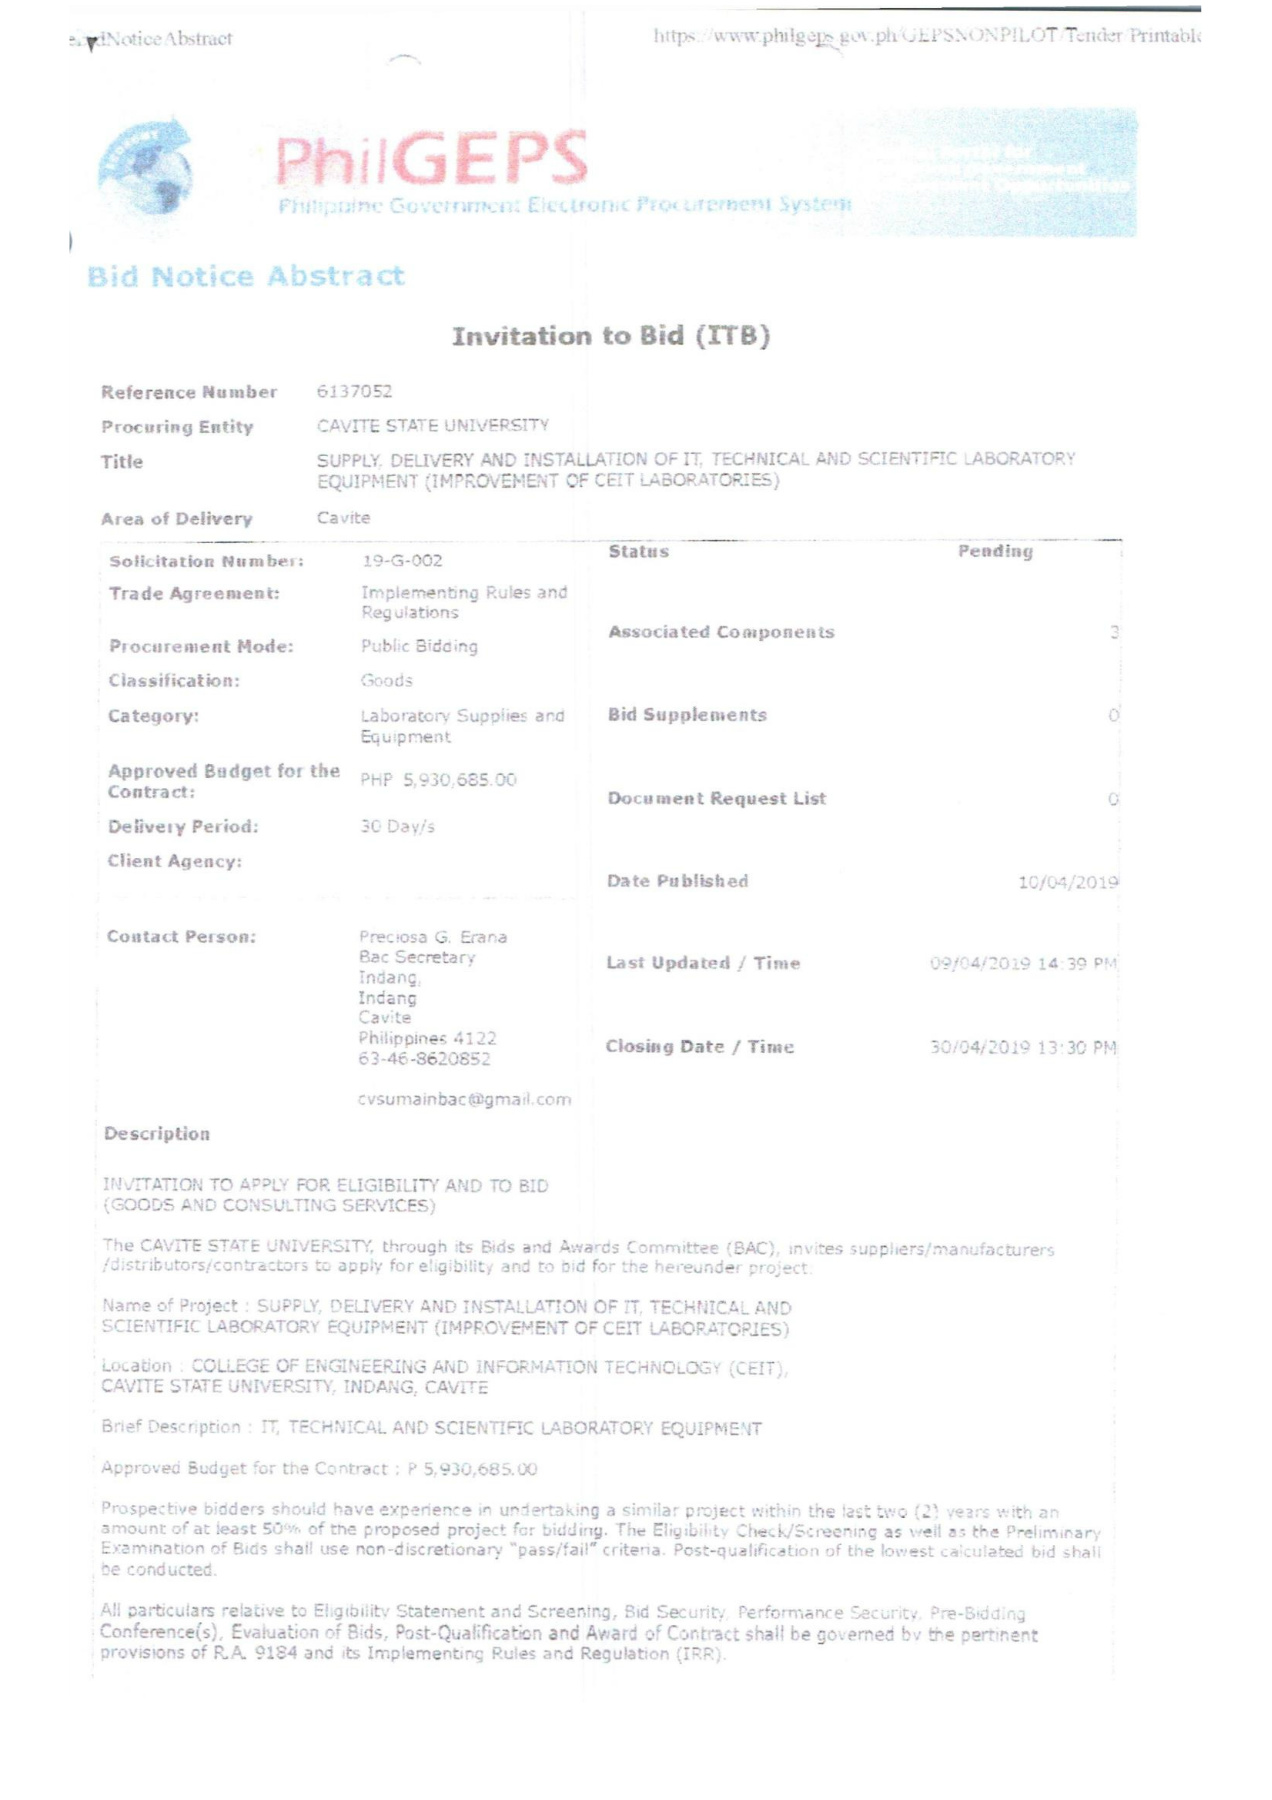 NoticeAbstract
https://www.philgeps.gov.ph/GEPSNONPILOT/Tender/Printable
PhilGEPS
Philippine Government Electronic Procurement System
Opportunities
Bid Notice Abstract
Invitation to Bid (ITB)
Reference Number 6137052
Procuring Entity CAVITE STATE UNIVERSITY
Title SUPPLY, DELIVERY AND INSTALLATION OF IT, TECHNICAL AND SCIENTIFIC LABORATORY
EQUIPMENT (IMPROVEMENT OF CEIT LABORATORIES)
Area of Delivery Cavite
Solicitation Number: 19-G-002
Trade Agreement: Implementing Rules and
Regulations
Procurement Mode: Public Bidding
Classification: Goods
Category: Laboratory Supplies and
Equipment
Approved Budget for the
Contract: PHP 5,930,685.00
Delivery Period: 30 Day/s
Client Agency:
Contact Person: Preciosa G. Erana
Bac Secretary
Indang,
Indang
Cavite
Philippines 4122
63-46-8620852
cvsumainbac@gmail.com
Status Pending
Associated Components 3
Bid Supplements 0
Document Request List 0
Date Published 10/04/2019
Last Updated / Time 09/04/2019 14:39 PM
Closing Date / Time 30/04/2019 13:30 PM
Description
INVITATION TO APPLY FOR ELIGIBILITY AND TO BID
(GOODS AND CONSULTING SERVICES)
The CAVITE STATE UNIVERSITY, through its Bids and Awards Committee (BAC), invites suppliers/manufacturers
/distributors/contractors to apply for eligibility and to bid for the hereunder project:
Name of Project : SUPPLY, DELIVERY AND INSTALLATION OF IT, TECHNICAL AND
SCIENTIFIC LABORATORY EQUIPMENT (IMPROVEMENT OF CEIT LABORATORIES)
Location : COLLEGE OF ENGINEERING AND INFORMATION TECHNOLOGY (CEIT),
CAVITE STATE UNIVERSITY, INDANG, CAVITE
Brief Description : IT, TECHNICAL AND SCIENTIFIC LABORATORY EQUIPMENT
Approved Budget for the Contract : P 5,930,685.00
Prospective bidders should have experience in undertaking a similar project within the last two (2) years with an
amount of at least 50% of the proposed project for bidding. The Eligibility Check/Screening as well as the Preliminary
Examination of Bids shall use non-discretionary "pass/fail" criteria. Post-qualification of the lowest calculated bid shall
be conducted.
All particulars relative to Eligibility Statement and Screening, Bid Security, Performance Security, Pre-Bidding
Conference(s), Evaluation of Bids, Post-Qualification and Award of Contract shall be governed by the pertinent
provisions of R.A. 9184 and its Implementing Rules and Regulation (IRR).